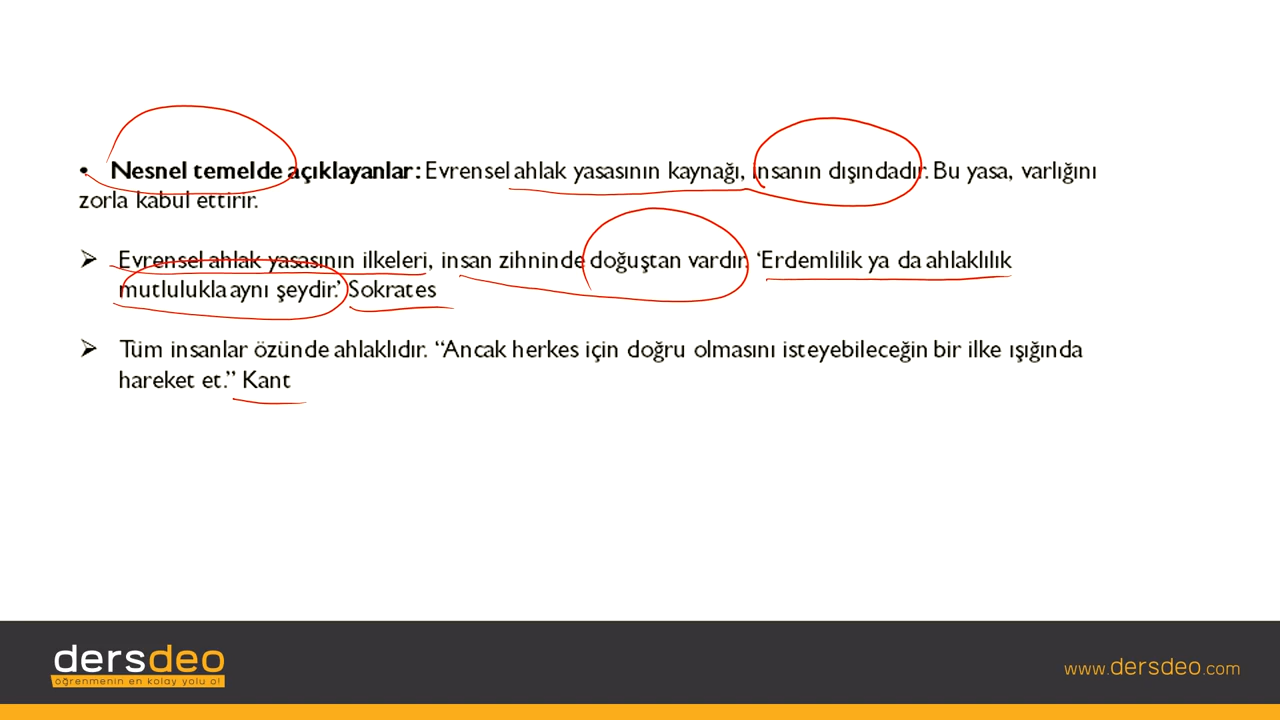 • Nesnel temelde açıklayanlar: Evrensel ahlak yasasının kaynağı, insanın dışındadır. Bu yasa, varlığını
zorla kabul ettirir.
➢ Evrensel ahlak yasasının ilkeleri, insan zihninde doğuştan vardır. ‘Erdemlilik ya da ahlaklılık
mutlulukla aynı şeydir.’ Sokrates
➢ Tüm insanlar özünde ahlaklıdır. “Ancak herkes için doğru olmasını isteyebileceğin bir ilke ışığında
hareket et.” Kant
dersdeo
öğrenmenin en kolay yolu o!
www.dersdeo.com